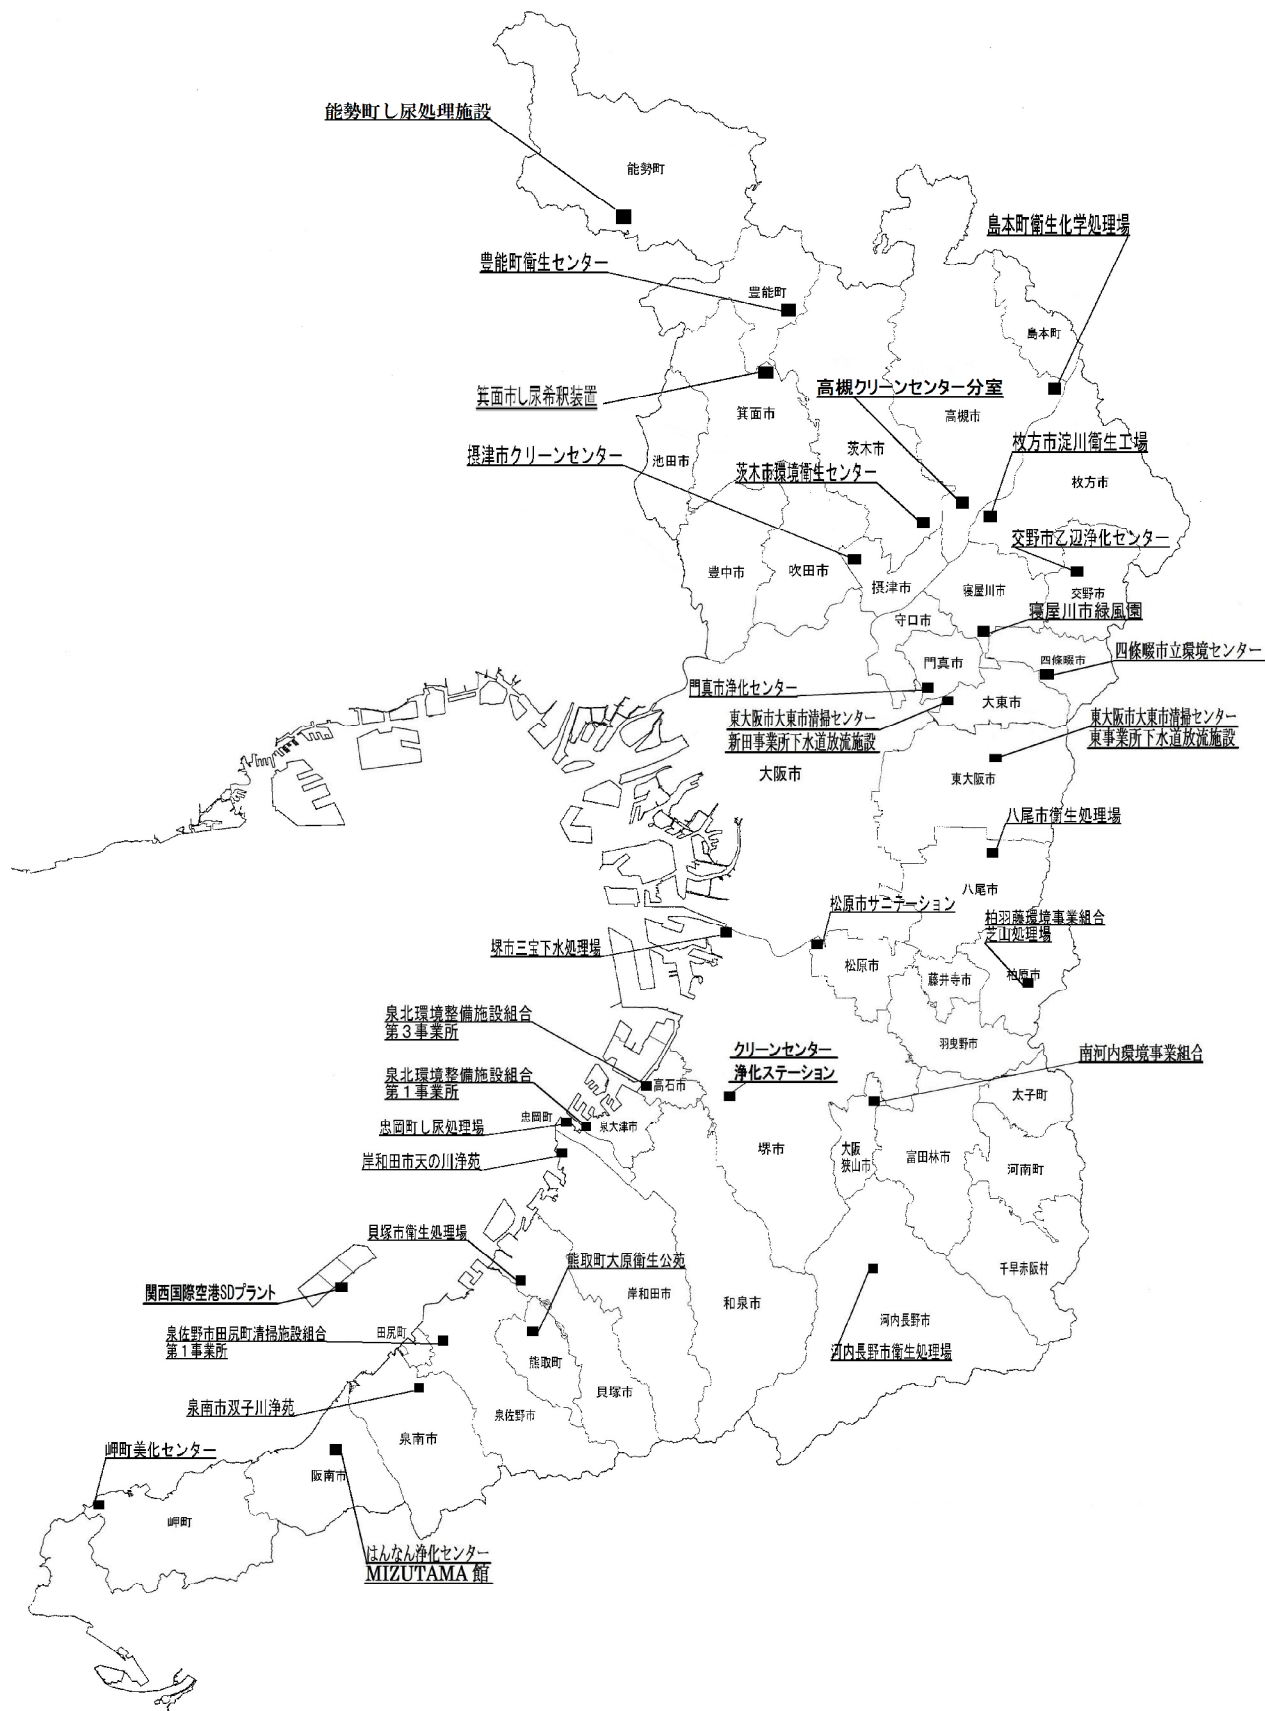 能勢町し尿処理施設
能勢町
島本町衛生化学処理場
豊能町衛生センター
豊能町
島本町
箕面市し尿希釈装置
高槻クリーンセンター分室
箕面市
高槻市
摂津市クリーンセンター
茨木市
枚方市淀川衛生工場
池田市
茨木市環境衛生センター
枚方市
交野市乙辺浄化センター
豊中市
吹田市
摂津市
寝屋川市
交野市
守口市
寝屋川市緑風園
門真市
四條畷市
四條畷市立環境センター
門真市浄化センター
大東市
東大阪市大東市清掃センター
新田事業所下水道放流施設
東大阪市大東市清掃センター
東事業所下水道放流施設
大阪市
東大阪市
八尾市衛生処理場
八尾市
松原市サニテーション
柏羽藤環境事業組合
芝山処理場
堺市三宝下水処理場
松原市
藤井寺市
柏原市
泉北環境整備施設組合
第3事業所
クリーンセンター
浄化ステーション
羽曳野市
南河内環境事業組合
泉北環境整備施設組合
第1事業所
高石市
太子町
忠岡町
忠岡町し尿処理場
泉大津市
岸和田市天の川浄苑
堺市
大阪
狭山市
富田林市
河南町
貝塚市衛生処理場
熊取町大原衛生公苑
千早赤阪村
関西国際空港SDプラント
岸和田市
和泉市
河内長野市
泉佐野市田尻町清掃施設組合
第1事業所
田尻町
熊取町
河内長野市衛生処理場
貝塚市
泉南市双子川浄苑
泉佐野市
泉南市
岬町美化センター
阪南市
岬町
はんなん浄化センター
MIZUTAMA館